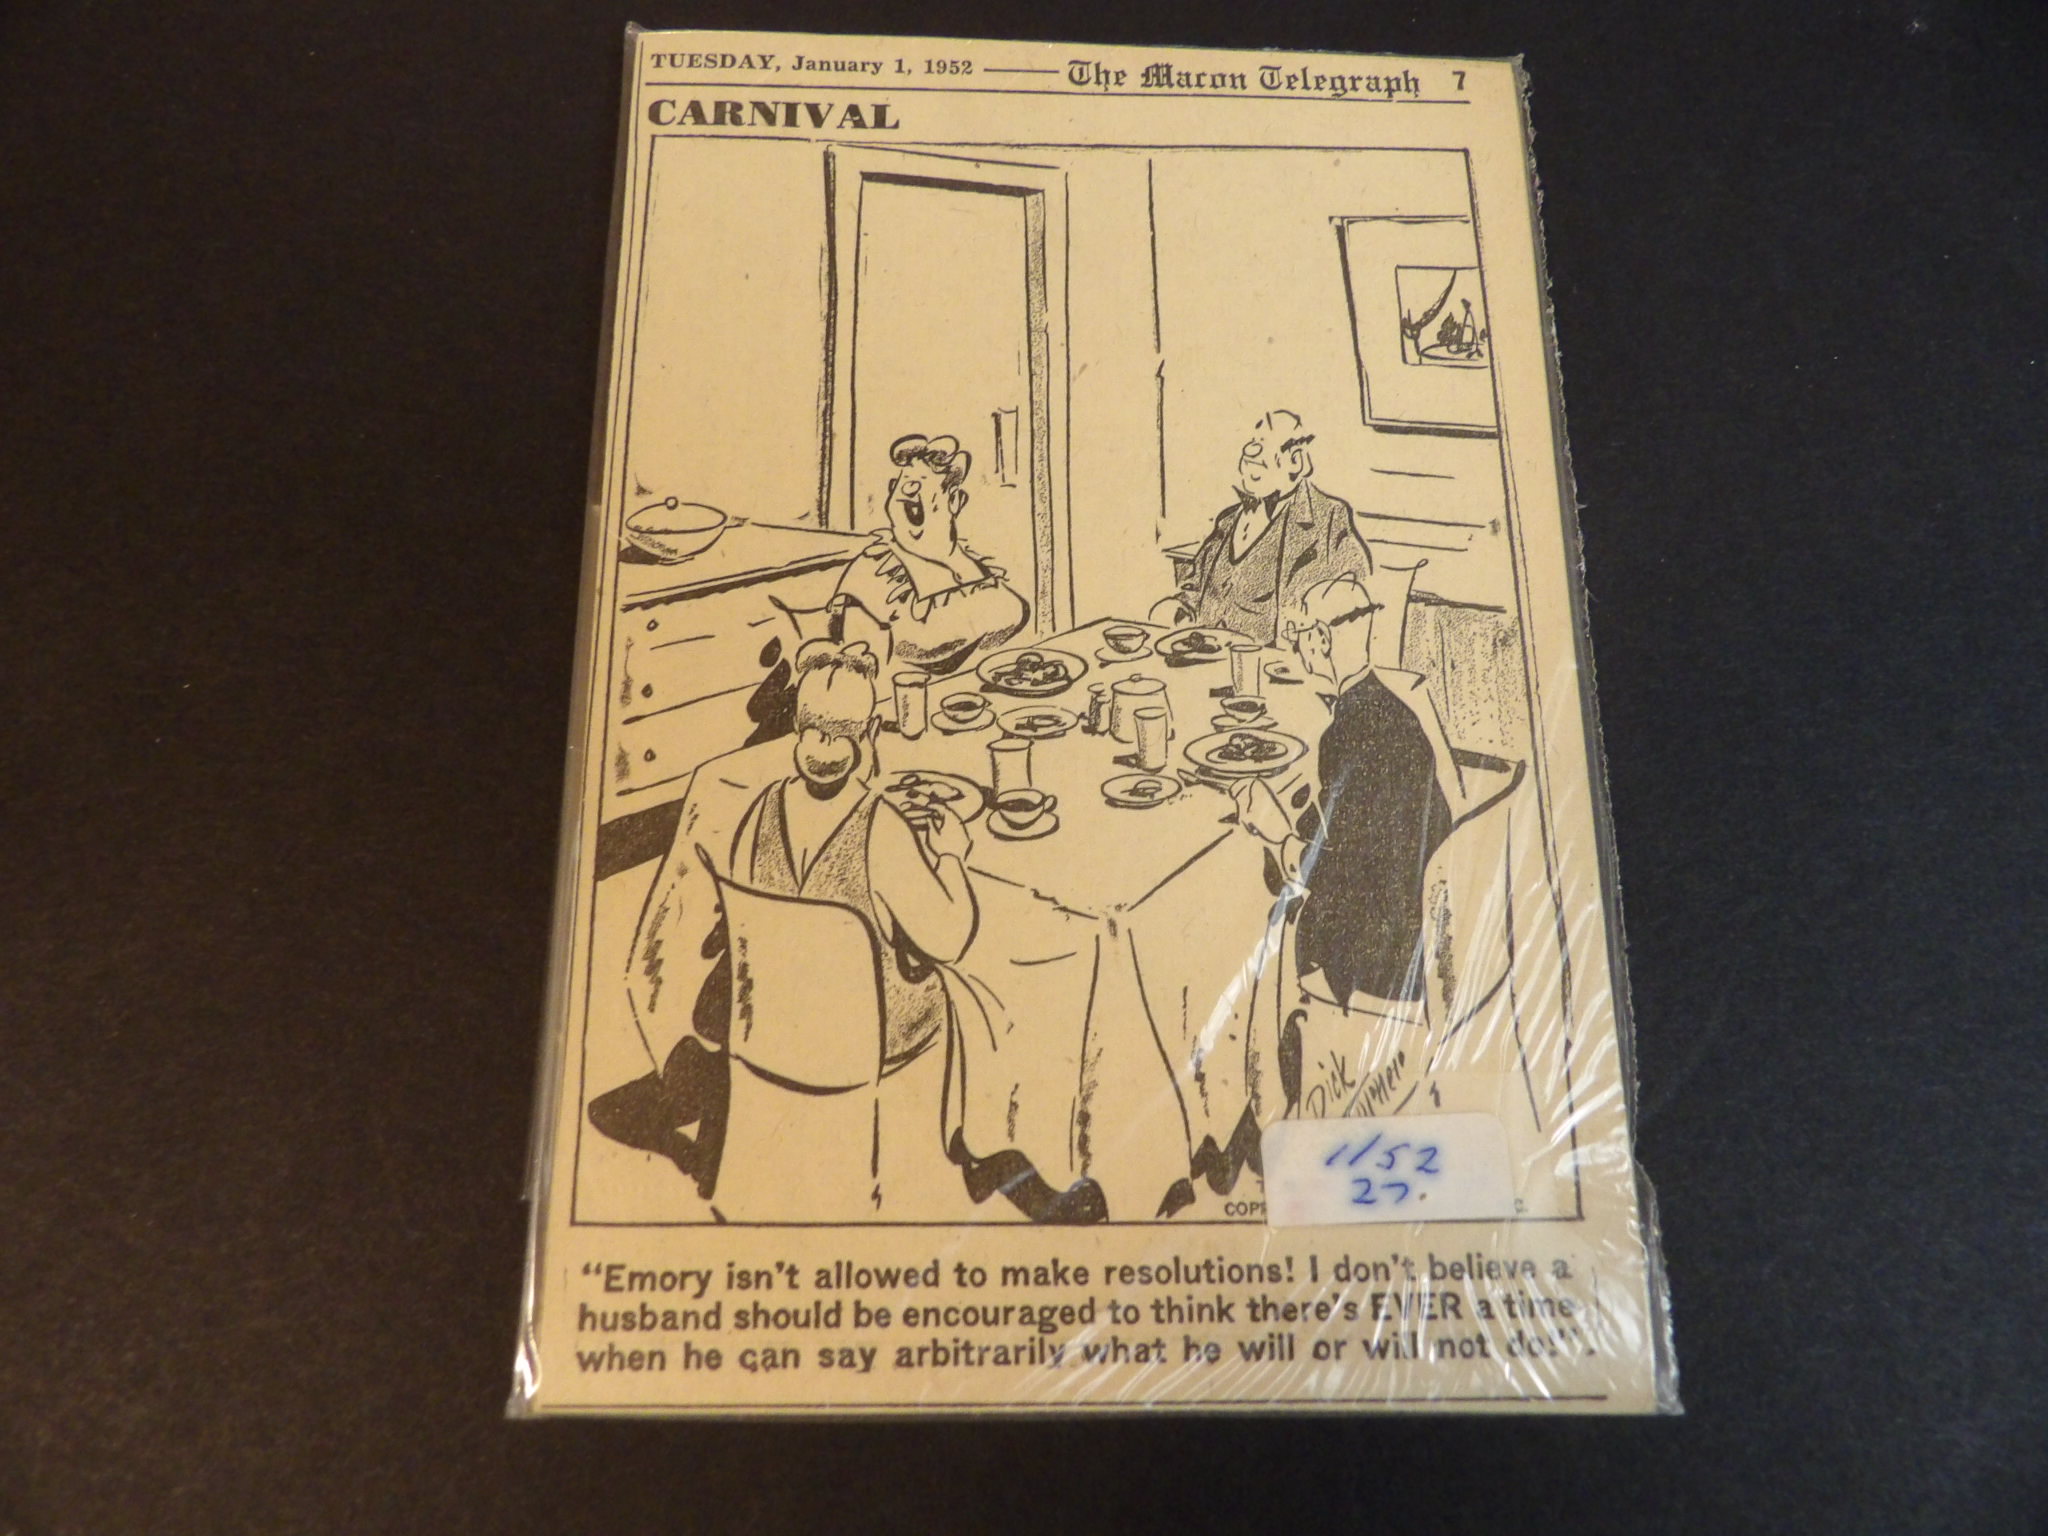 TUESDAY, January 1, 1952 The Macon Telegraph 7
CARNIVAL
Dick
1/52
27.
"Emory isn't allowed to make resolutions! I don't believe a
husband should be encouraged to think there's EVER a time
when he can say arbitrarily what he will or will not do!"